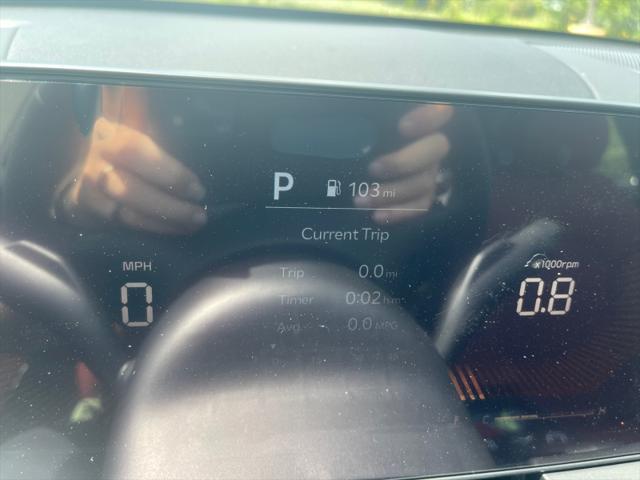 P 103 mi
Current Trip
MPH
0
Trip 0.0 mi
Timer 0:02 h:m
Avg 0.0 MPG
x1000rpm
0.8